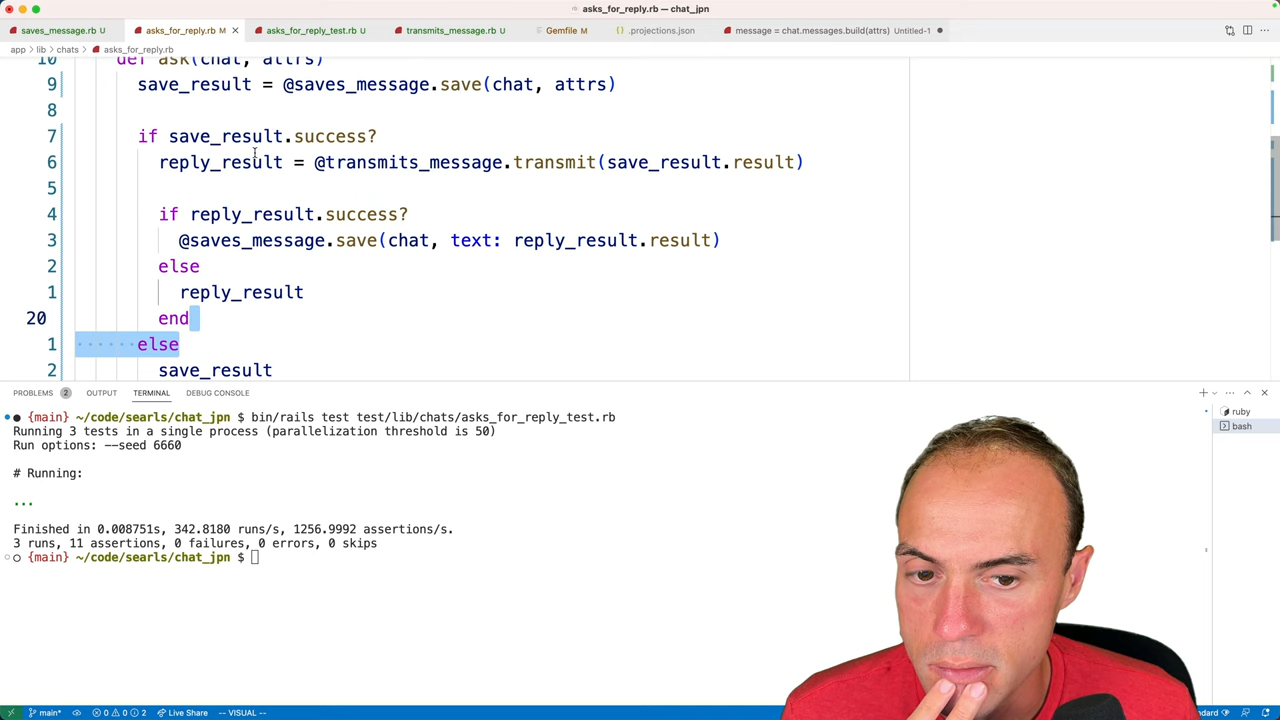 asks_for_reply.rb — chat_jpn
saves_message.rb U
asks_for_reply.rb M
asks_for_reply_test.rb U
transmits_message.rb U
Gemfile M
.projections.json
message = chat.messages.build(attrs) Untitled-1
app › lib › chats › asks_for_reply.rb
10 def ask(chat, attrs)
9 save_result = @saves_message.save(chat, attrs)
8
7 if save_result.success?
6 reply_result = @transmits_message.transmit(save_result.result)
5
4 if reply_result.success?
3 @saves_message.save(chat, text: reply_result.result)
2 else
1 reply_result
20 end
1 ······else
2 save_result
PROBLEMS 2 OUTPUT TERMINAL DEBUG CONSOLE
{main} ~/code/searls/chat_jpn $ bin/rails test test/lib/chats/asks_for_reply_test.rb
Running 3 tests in a single process (parallelization threshold is 50)
Run options: --seed 6660
# Running:
...
Finished in 0.008751s, 342.8180 runs/s, 1256.9992 assertions/s.
3 runs, 11 assertions, 0 failures, 0 errors, 0 skips
{main} ~/code/searls/chat_jpn $
ruby
bash
main* 0 0 2 Live Share -- VISUAL --